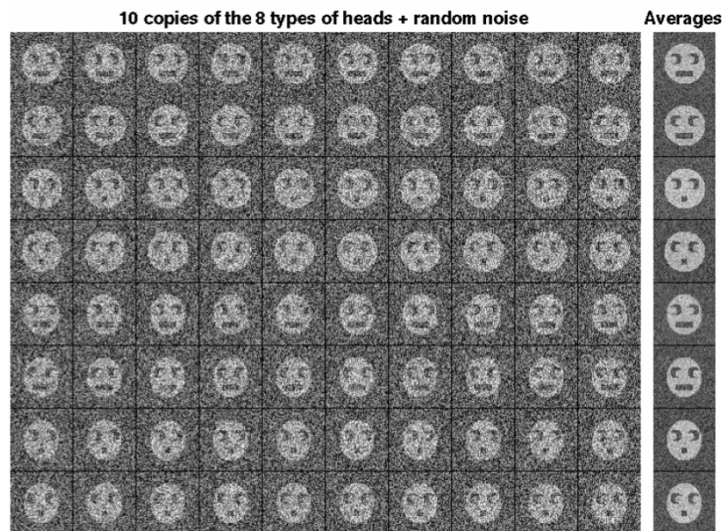 10 copies of the 8 types of heads + random noise
Averages